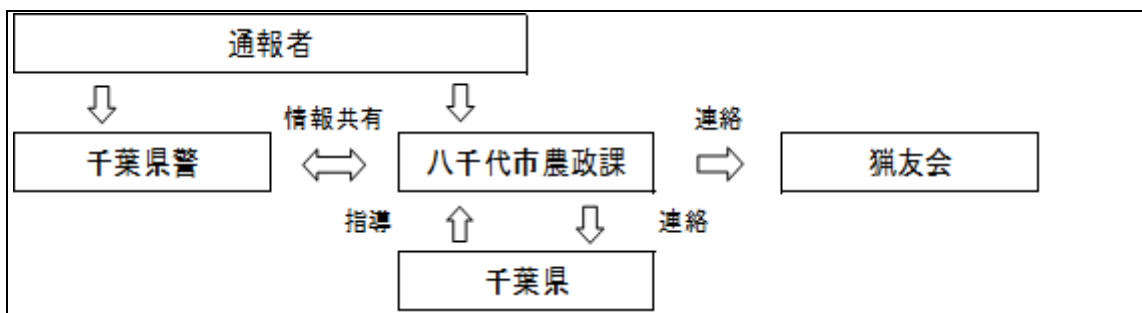 通報者
情報共有
連絡
千葉県警
八千代市農政課
猟友会
指導
連絡
千葉県